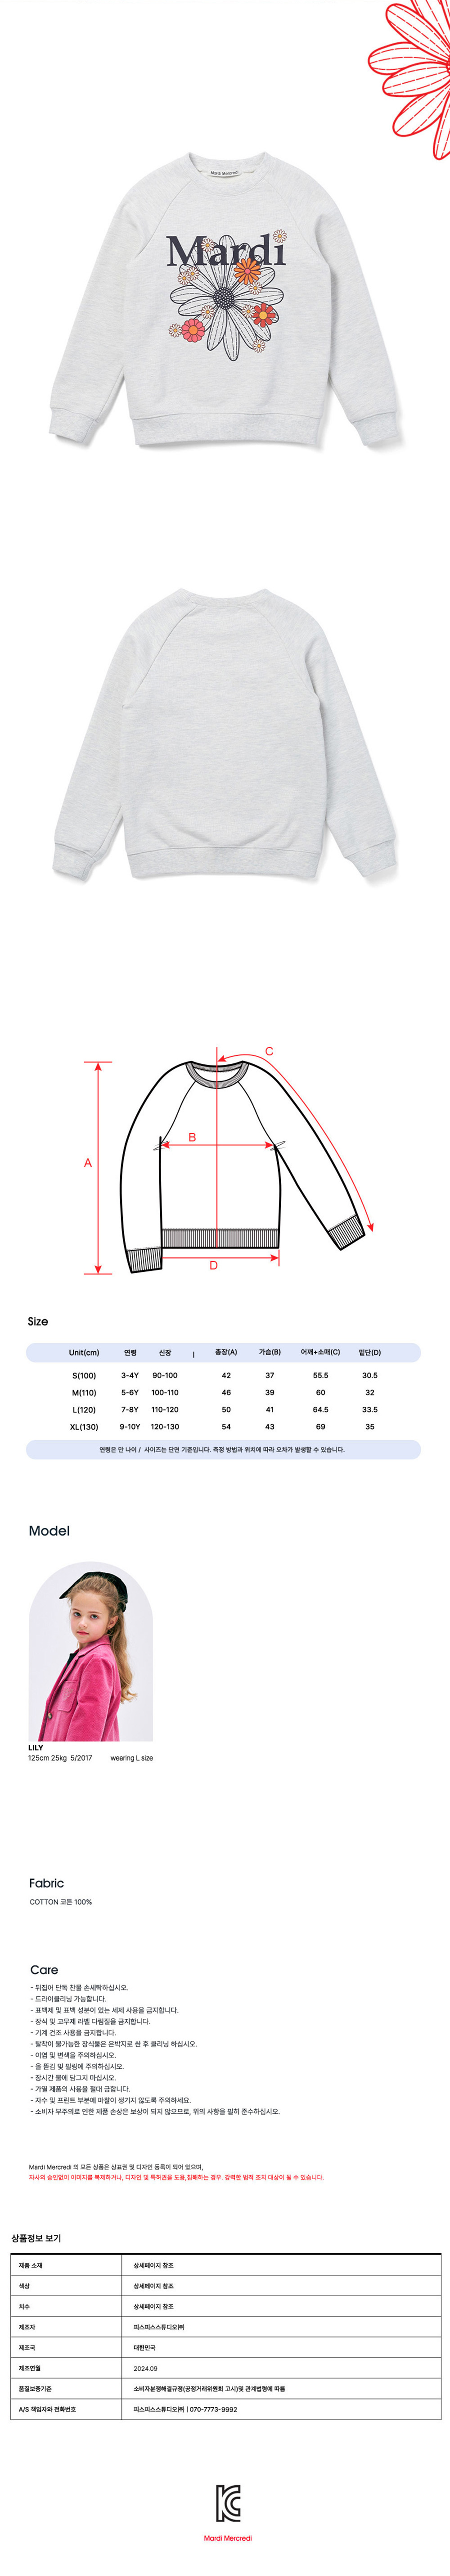 Mardi Mercredi
Mardi
C
B
A
D
Size
Unit(cm) 연령 신장 | 총장(A) 가슴(B) 어깨+소매(C) 밑단(D)
S(100) 3-4Y 90-100 42 37 55.5 30.5
M(110) 5-6Y 100-110 46 39 60 32
L(120) 7-8Y 110-120 50 41 64.5 33.5
XL(130) 9-10Y 120-130 54 43 69 35
연령은 만 나이 / 사이즈는 단면 기준입니다. 측정 방법과 위치에 따라 오차가 발생할 수 있습니다.
Model
LILY
125cm 25kg 5/2017 wearing L size
Fabric
COTTON 코튼 100%
Care
- 뒤집어 단독 찬물 손세탁하십시오.
- 드라이클리닝 가능합니다.
- 표백제 및 표백 성분이 있는 세제 사용을 금지합니다.
- 장식 및 고무재 라벨 다림질을 금지합니다.
- 기계 건조 사용을 금지합니다.
- 탈착이 불가능한 장식물은 은박지로 싼 후 클리닝 하십시오.
- 이염 및 변색을 주의하십시오.
- 올 뜯김 및 필링에 주의하십시오.
- 장시간 물에 담그지 마십시오.
- 가열 제품의 사용을 절대 금합니다.
- 자수 및 프린트 부분에 마찰이 생기지 않도록 주의하세요.
- 소비자 부주의로 인한 제품 손상은 보상이 되지 않으므로, 위의 사항을 필히 준수하십시오.
Mardi Mercredi 의 모든 상품은 상표권 및 디자인 등록이 되어 있으며,
자사의 승인없이 이미지를 복제하거나, 디자인 및 특허권을 도용,침해하는 경우. 강력한 법적 조치 대상이 될 수 있습니다.
상품정보 보기
제품 소재 상세페이지 참조
색상 상세페이지 참조
치수 상세페이지 참조
제조자 피스피스스튜디오㈜
제조국 대한민국
제조연월 2024.09
품질보증기준 소비자분쟁해결규정(공정거래위원회 고시)및 관계법령에 따름
A/S 책임자와 전화번호 피스피스스튜디오㈜ | 070-7773-9992
Mardi Mercredi